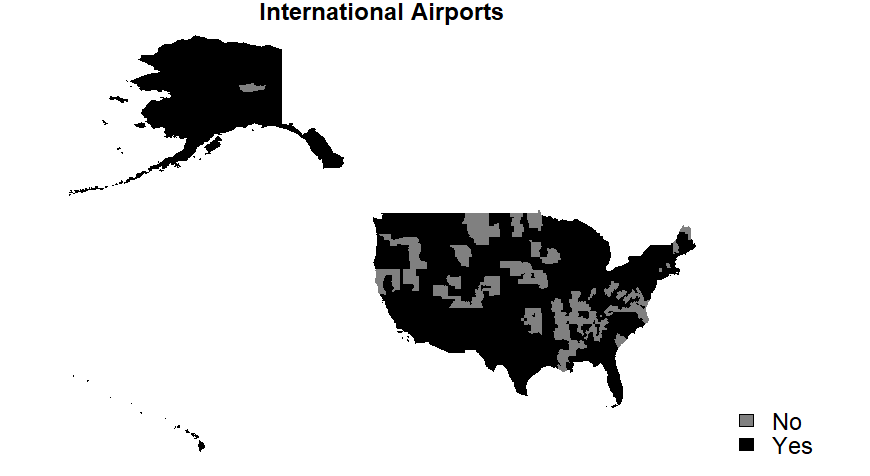 International Airports
No
Yes